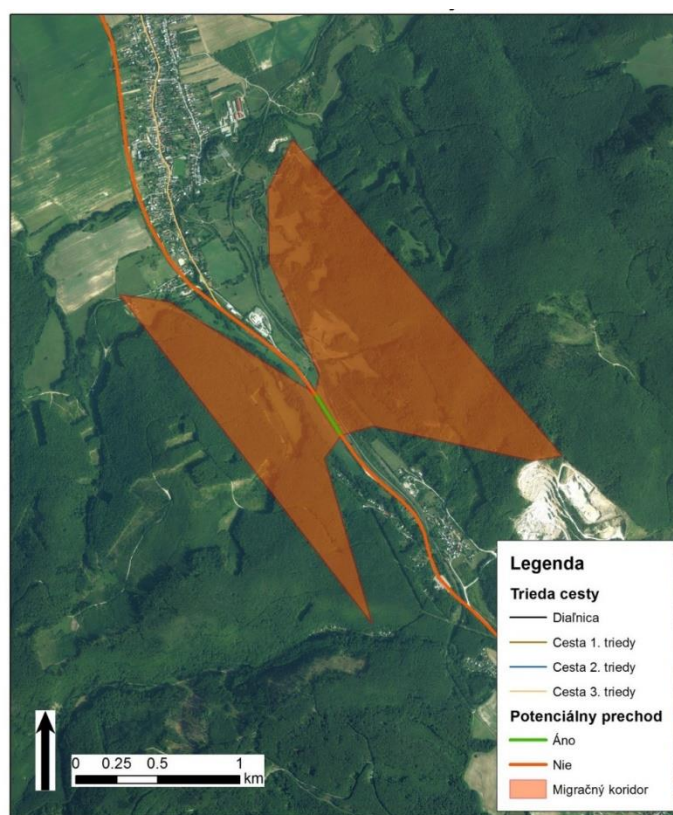 Legenda
Trieda cesty
Diaľnica
Cesta 1. triedy
Cesta 2. triedy
Cesta 3. triedy
Potenciálny prechod
Áno
Nie
Migračný koridor
0 0.25 0.5 1
km